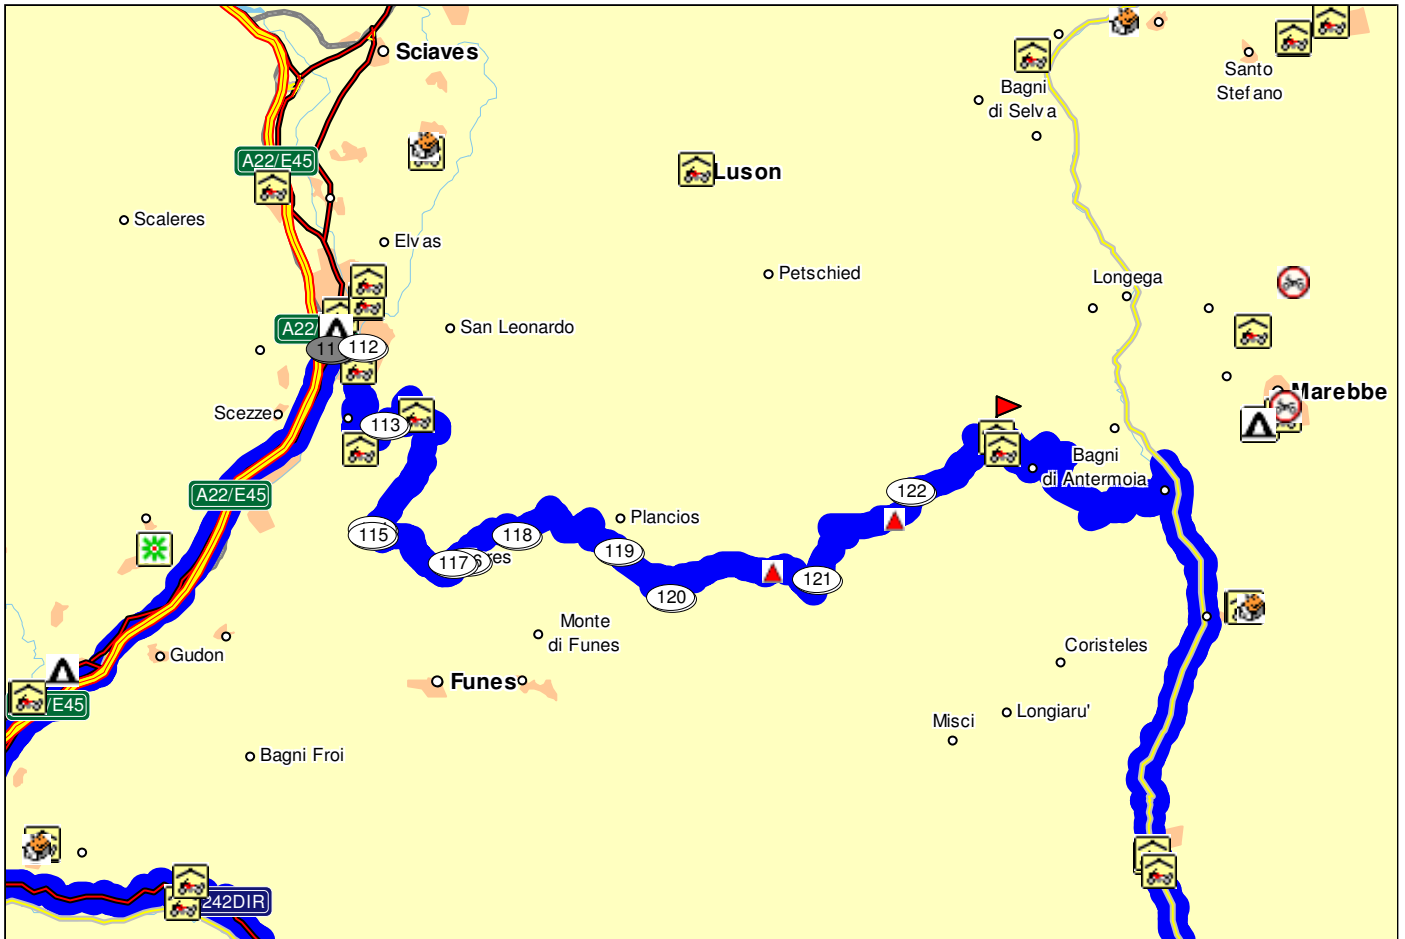 Sciaves
Santo
Stefano
Bagni
di Selva
A22/E45
Luson
Scaleres
Elvas
Petschied
Longega
San Leonardo
A22/
11
112
Marebbe
Scezze
113
Bagni
di Antermoia
A22/E45
122
Plancios
115
118
119
117
res
121
120
Monte
di Funes
Coristeles
Gudon
Funes
/E45
Longiaru'
Misci
Bagni Froi
242DIR